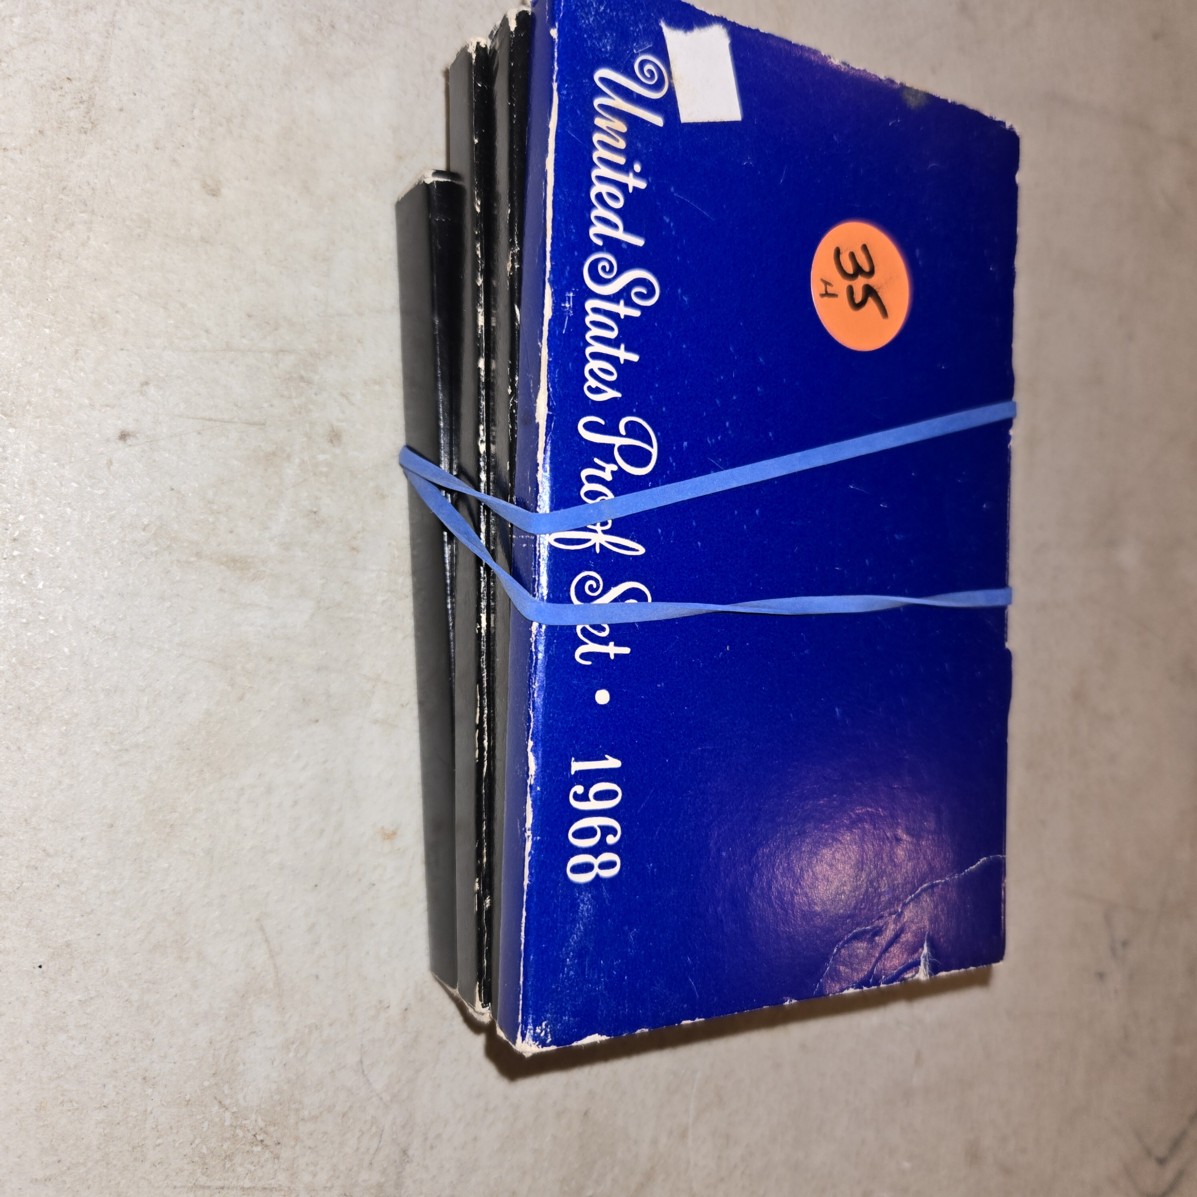 United States Proof Set • 1968
35
H